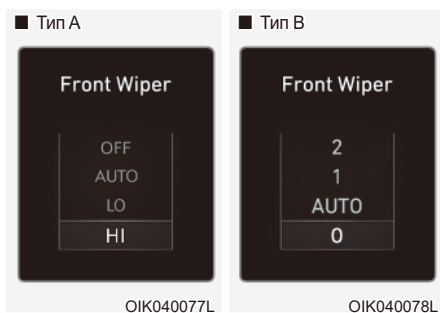 ■ Тип A
Front Wiper
OFF
AUTO
LO
HI
OIK040077L
■ Тип B
Front Wiper
2
1
AUTO
0
OIK040078L